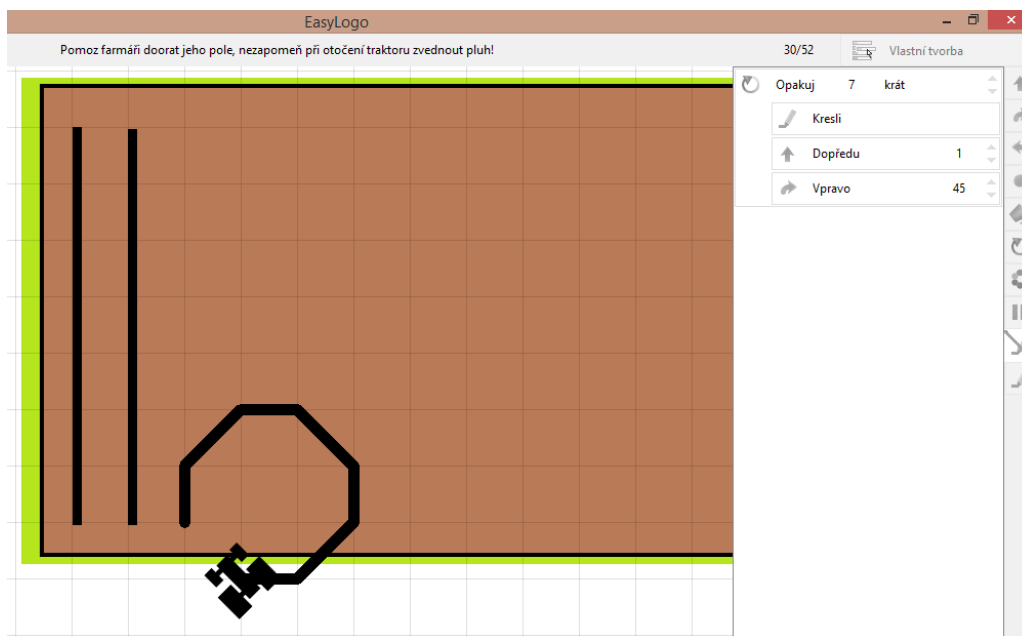 EasyLogo
Pomoz farmáři doorat jeho pole, nezapomeň při otočení traktoru zvednout pluh!
30/52
Vlastní tvorba
Opakuj 7 krát
Kresli
Dopředu 1
Vpravo 45